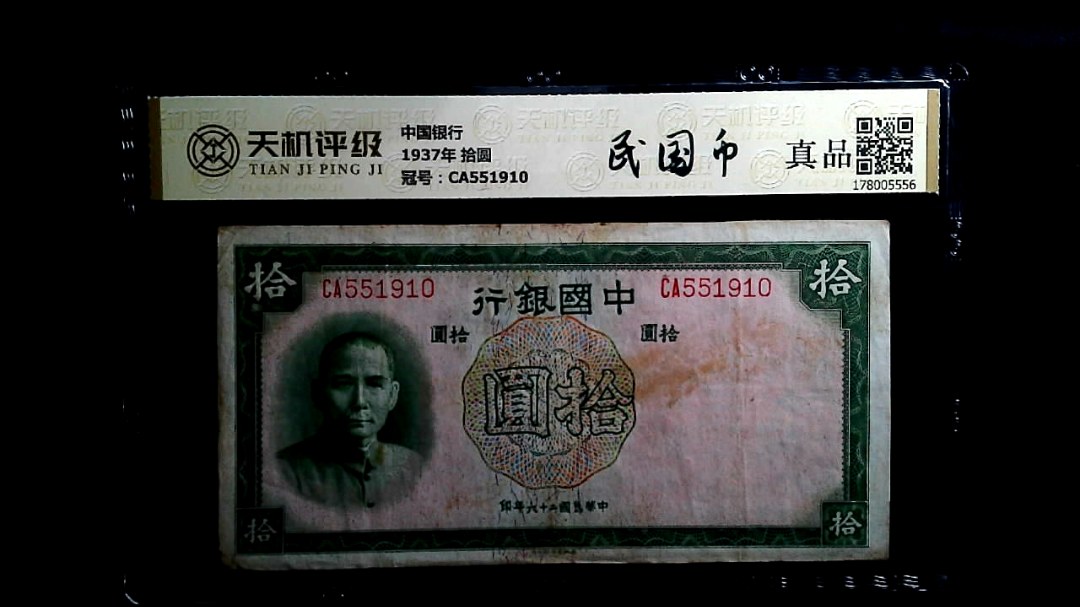 天机评级
TIAN JI PING JI
中国银行
1937年 拾圆
冠号：CA551910
民国币
真品
178005556
拾
拾
CA551910
行銀國中
CA551910
圓拾
圓拾
圓拾
印年六十二國民華中
拾
拾